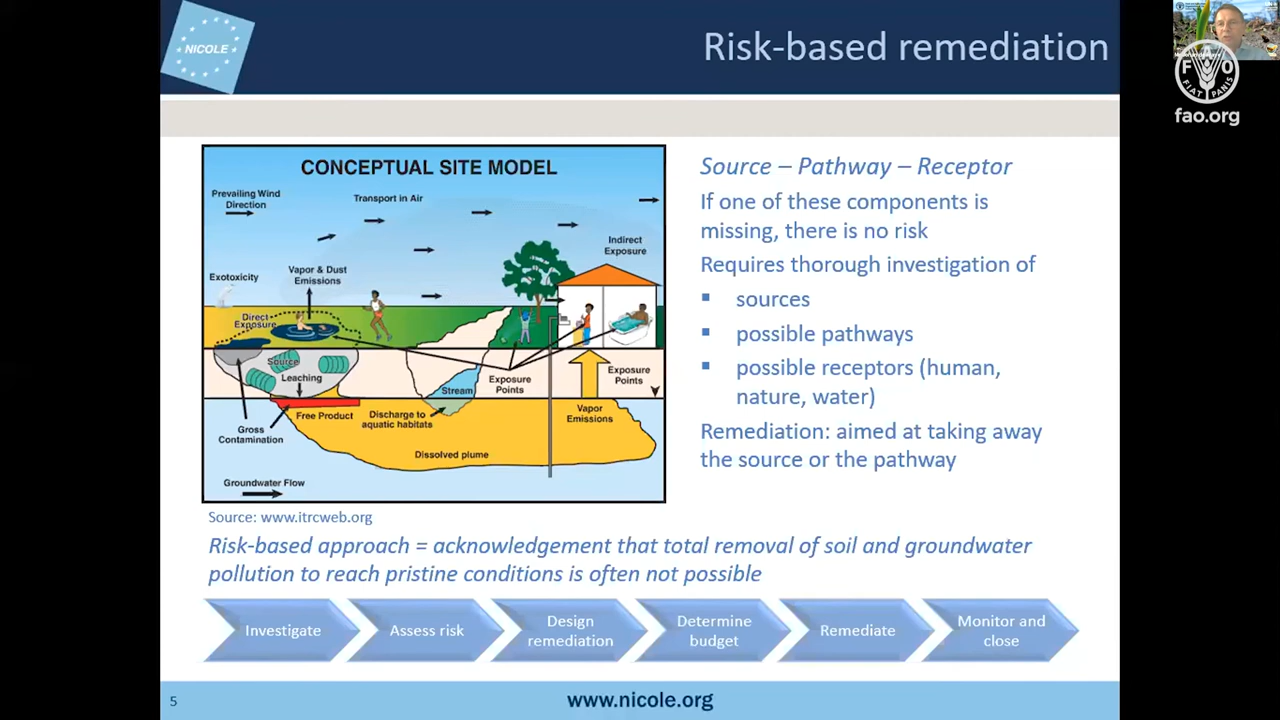 NICOLE
Risk-based remediation
F O
FIAT PANIS
fao.org
CONCEPTUAL SITE MODEL
Prevailing Wind
Direction
Transport in Air
Indirect
Exposure
Exotoxicity
Vapor & Dust
Emissions
Direct
Exposure
Source
Leaching
Stream
Exposure
Points
Exposure
Points
Free Product
Discharge to
aquatic habitats
Vapor
Emissions
Gross
Contamination
Dissolved plume
Groundwater Flow
Source: www.itrcweb.org
Source – Pathway – Receptor
If one of these components is
missing, there is no risk
Requires thorough investigation of
▪ sources
▪ possible pathways
▪ possible receptors (human,
nature, water)
Remediation: aimed at taking away
the source or the pathway
Risk-based approach = acknowledgement that total removal of soil and groundwater
pollution to reach pristine conditions is often not possible
Investigate
Assess risk
Design
remediation
Determine
budget
Remediate
Monitor and
close
5
www.nicole.org